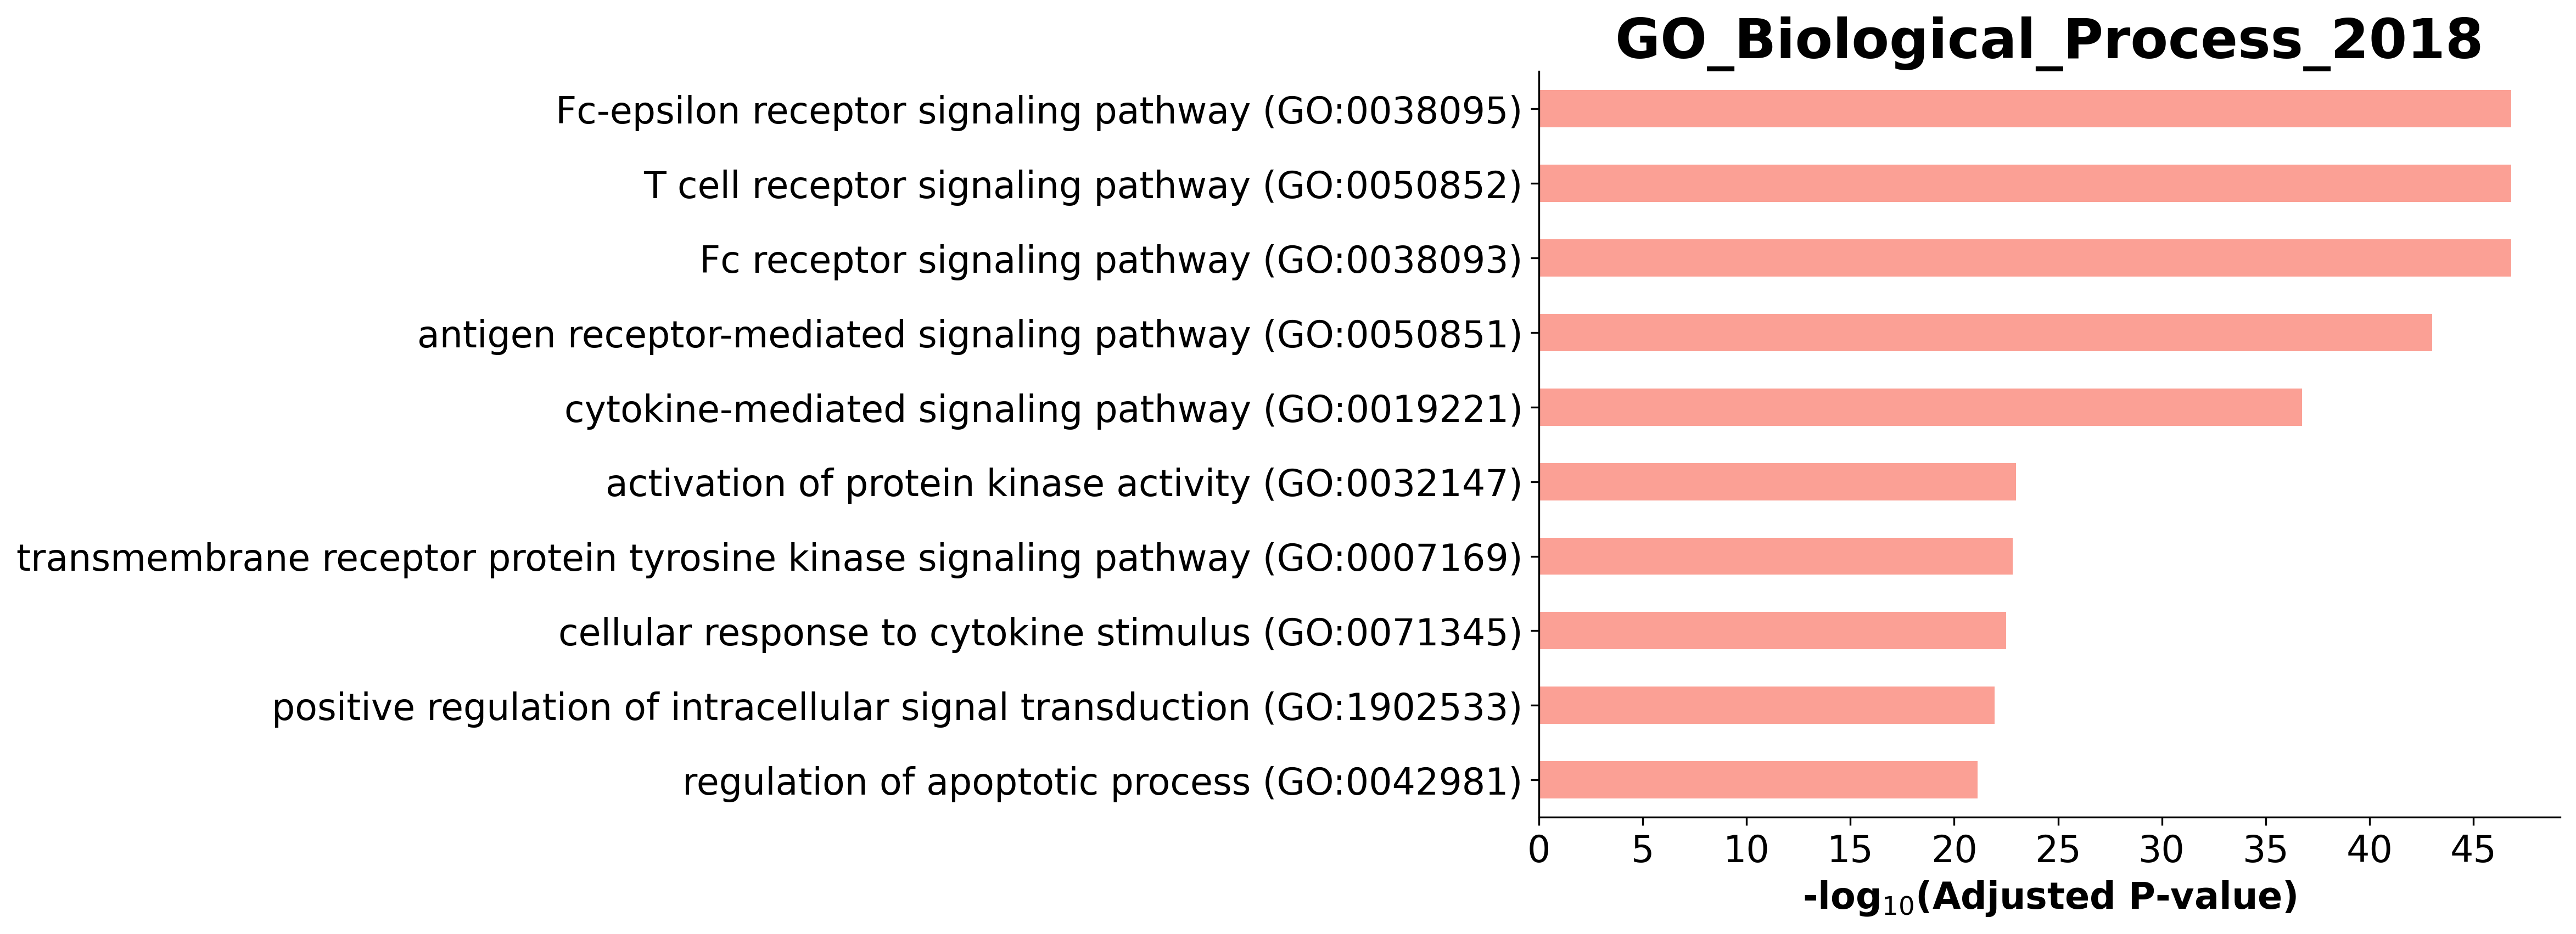 GO_Biological_Process_2018
Fc-epsilon receptor signaling pathway (GO:0038095)
T cell receptor signaling pathway (GO:0050852)
Fc receptor signaling pathway (GO:0038093)
antigen receptor-mediated signaling pathway (GO:0050851)
cytokine-mediated signaling pathway (GO:0019221)
activation of protein kinase activity (GO:0032147)
transmembrane receptor protein tyrosine kinase signaling pathway (GO:0007169)
cellular response to cytokine stimulus (GO:0071345)
positive regulation of intracellular signal transduction (GO:1902533)
regulation of apoptotic process (GO:0042981)
0 5 10 15 20 25 30 35 40 45
-log₁₀(Adjusted P-value)